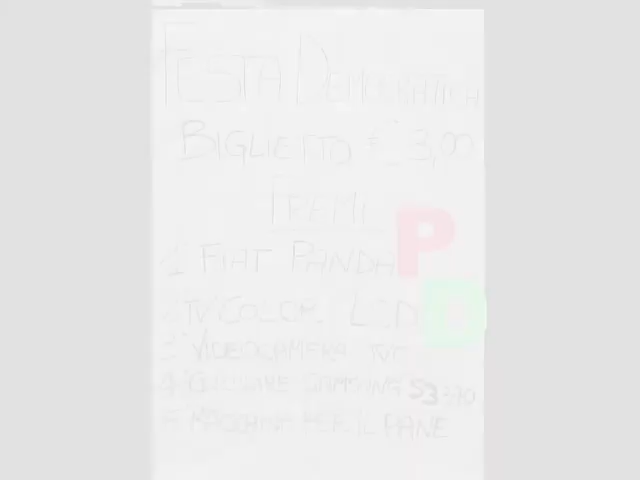 FESTA DEMOCRATICA
BIGLIETTO € 3,00
PREMI
1° FIAT PANDA
P
2° TV COLOR LCD
D
3° VIDEOCAMERA
4° CELLULARE SAMSUNG S3
5° MACCHINA PER IL PANE